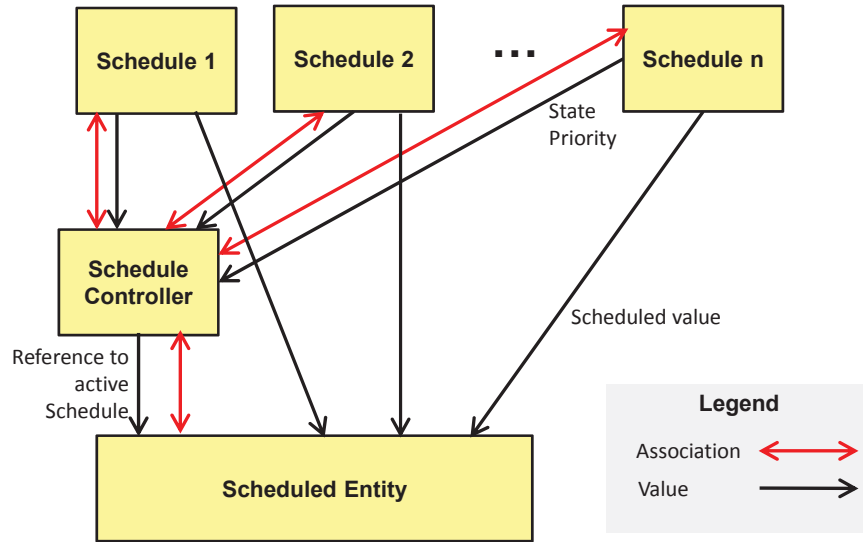 Schedule 1
Schedule 2
...
Schedule n
State
Priority
Schedule
Controller
Scheduled value
Reference to
active
Schedule
Scheduled Entity
Legend
Association
Value